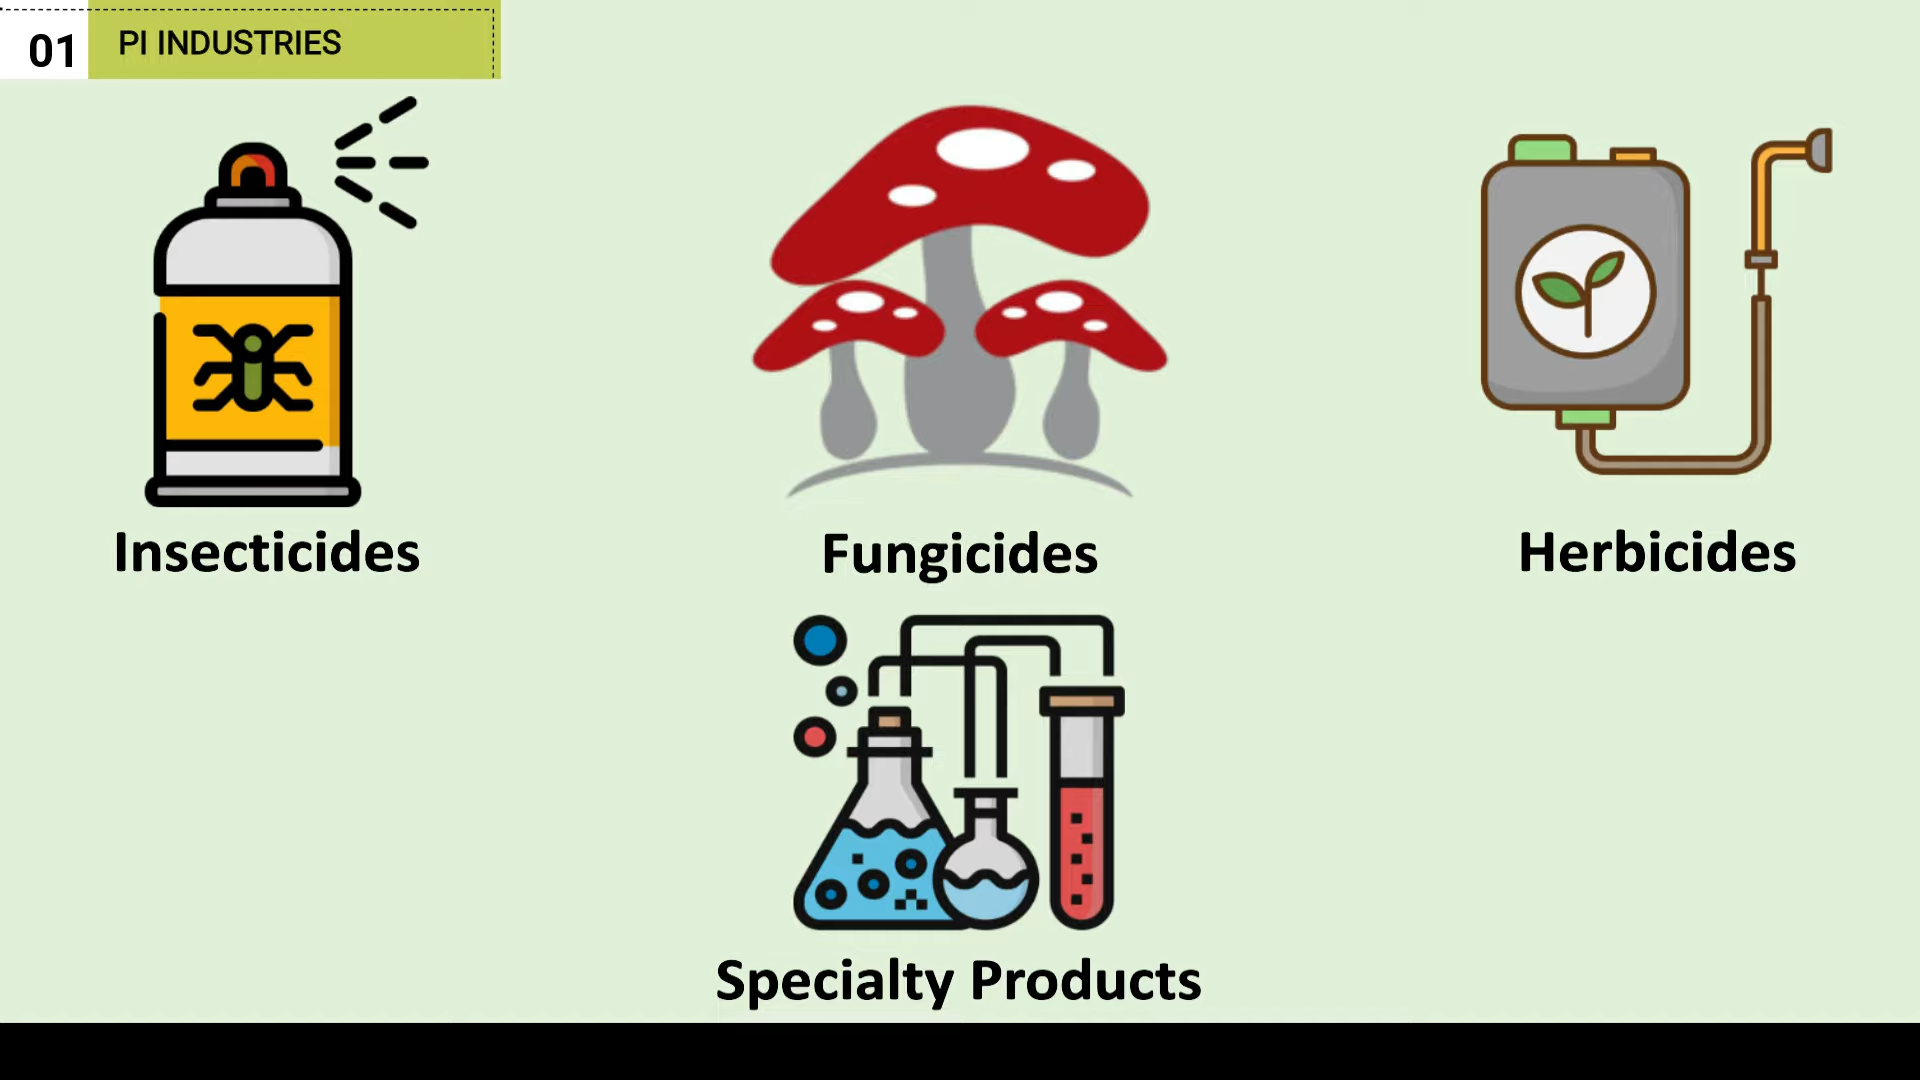 01
PI INDUSTRIES
Insecticides
Fungicides
Herbicides
Specialty Products